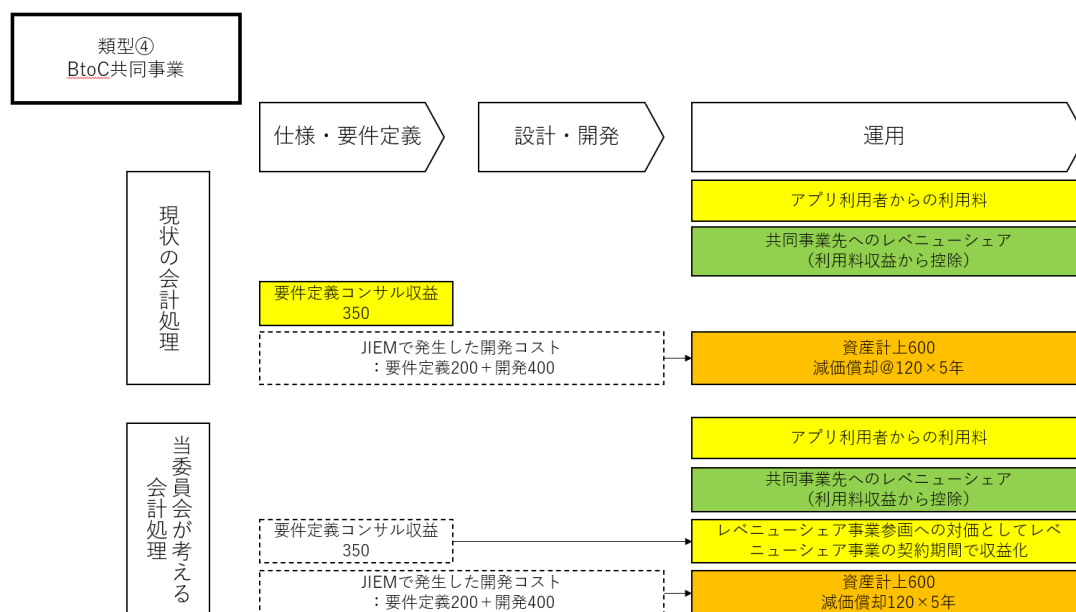 類型④
BtoC共同事業
仕様・要件定義
設計・開発
運用
現状の会計処理
アプリ利用者からの利用料
共同事業先へのレベニューシェア
（利用料収益から控除）
要件定義コンサル収益
350
JIEMで発生した開発コスト
：要件定義200＋開発400
資産計上600
減価償却@120×5年
当委員会が考える
会計処理
アプリ利用者からの利用料
共同事業先へのレベニューシェア
（利用料収益から控除）
要件定義コンサル収益
350
レベニューシェア事業参画への対価としてレベ
ニューシェア事業の契約期間で収益化
JIEMで発生した開発コスト
：要件定義200＋開発400
資産計上600
減価償却120×5年